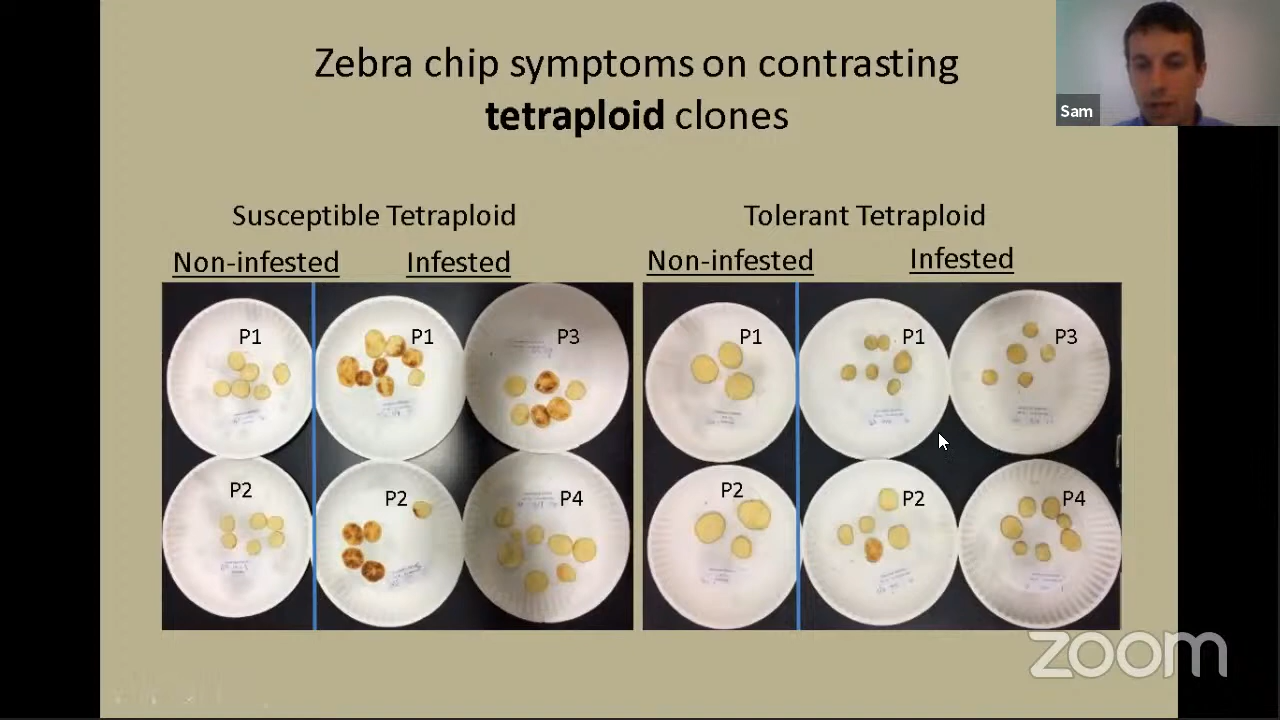 Zebra chip symptoms on contrasting
tetraploid clones
Sam
Susceptible Tetraploid
Tolerant Tetraploid
Non-infested
Infested
Non-infested
Infested
P1
P1
P3
P1
P1
P3
P2
P2
P4
P2
P2
P4
zoom